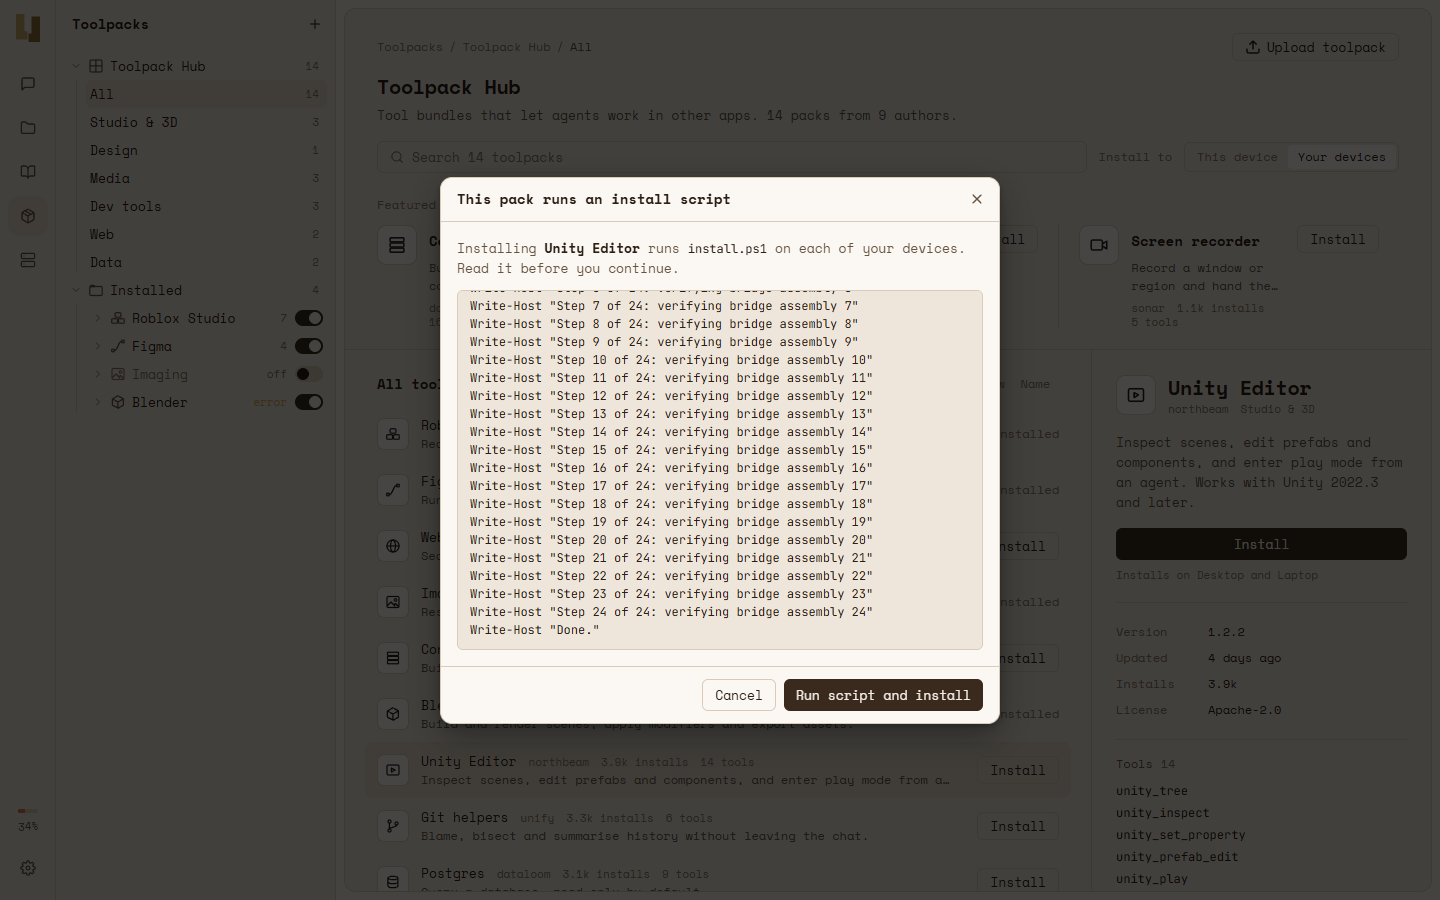 Toolpacks
Toolpack Hub 14
All 14
Studio & 3D 3
Design 1
Media 3
Dev tools 3
Web 2
Data 2
Installed 4
Roblox Studio 7
Figma 4
Imaging off
Blender error
34%
Toolpacks / Toolpack Hub / All
Upload toolpack
Toolpack Hub
Tool bundles that let agents work in other apps. 14 packs from 9 authors.
Search 14 toolpacks
Install to This device Your devices
Featured
Screen recorder
Install
Record a window or
region and hand the…
sonar 1.1k installs
5 tools
This pack runs an install script
Installing Unity Editor runs install.ps1 on each of your devices.
Read it before you continue.
Write-Host "Step 7 of 24: verifying bridge assembly 7"
Write-Host "Step 8 of 24: verifying bridge assembly 8"
Write-Host "Step 9 of 24: verifying bridge assembly 9"
Write-Host "Step 10 of 24: verifying bridge assembly 10"
Write-Host "Step 11 of 24: verifying bridge assembly 11"
Write-Host "Step 12 of 24: verifying bridge assembly 12"
Write-Host "Step 13 of 24: verifying bridge assembly 13"
Write-Host "Step 14 of 24: verifying bridge assembly 14"
Write-Host "Step 15 of 24: verifying bridge assembly 15"
Write-Host "Step 16 of 24: verifying bridge assembly 16"
Write-Host "Step 17 of 24: verifying bridge assembly 17"
Write-Host "Step 18 of 24: verifying bridge assembly 18"
Write-Host "Step 19 of 24: verifying bridge assembly 19"
Write-Host "Step 20 of 24: verifying bridge assembly 20"
Write-Host "Step 21 of 24: verifying bridge assembly 21"
Write-Host "Step 22 of 24: verifying bridge assembly 22"
Write-Host "Step 23 of 24: verifying bridge assembly 23"
Write-Host "Step 24 of 24: verifying bridge assembly 24"
Write-Host "Done."
Cancel
Run script and install
All
Name
Build and render scenes, apply modifiers and export assets.
Unity Editor northbeam 3.9k installs 14 tools
Inspect scenes, edit prefabs and components, and enter play mode from a…
Install
Git helpers unify 3.3k installs 6 tools
Blame, bisect and summarise history without leaving the chat.
Install
Postgres dataloom 3.1k installs 9 tools
Install
Unity Editor
northbeam Studio & 3D
Inspect scenes, edit prefabs and
components, and enter play mode from
an agent. Works with Unity 2022.3
and later.
Install
Installs on Desktop and Laptop
Version 1.2.2
Updated 4 days ago
Installs 3.9k
License Apache-2.0
Tools 14
unity_tree
unity_inspect
unity_set_property
unity_prefab_edit
unity_play